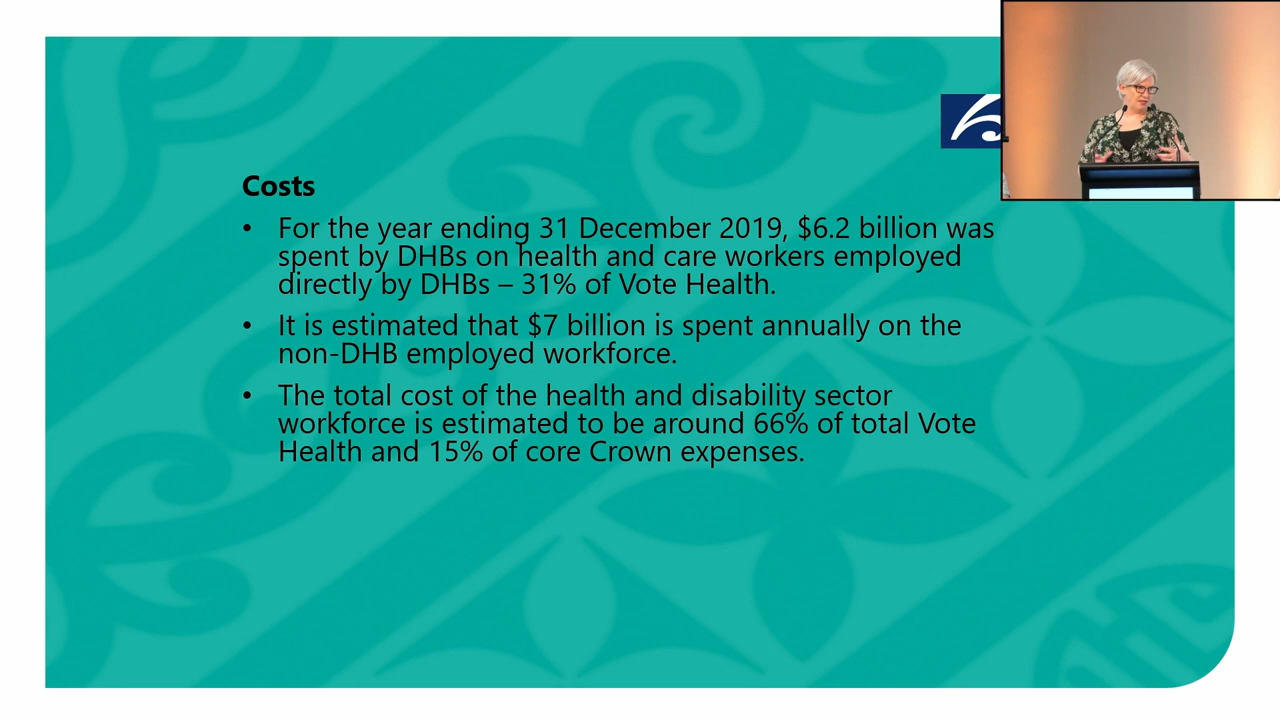 Costs
• For the year ending 31 December 2019, $6.2 billion was
spent by DHBs on health and care workers employed
directly by DHBs – 31% of Vote Health.
• It is estimated that $7 billion is spent annually on the
non-DHB employed workforce.
• The total cost of the health and disability sector
workforce is estimated to be around 66% of total Vote
Health and 15% of core Crown expenses.